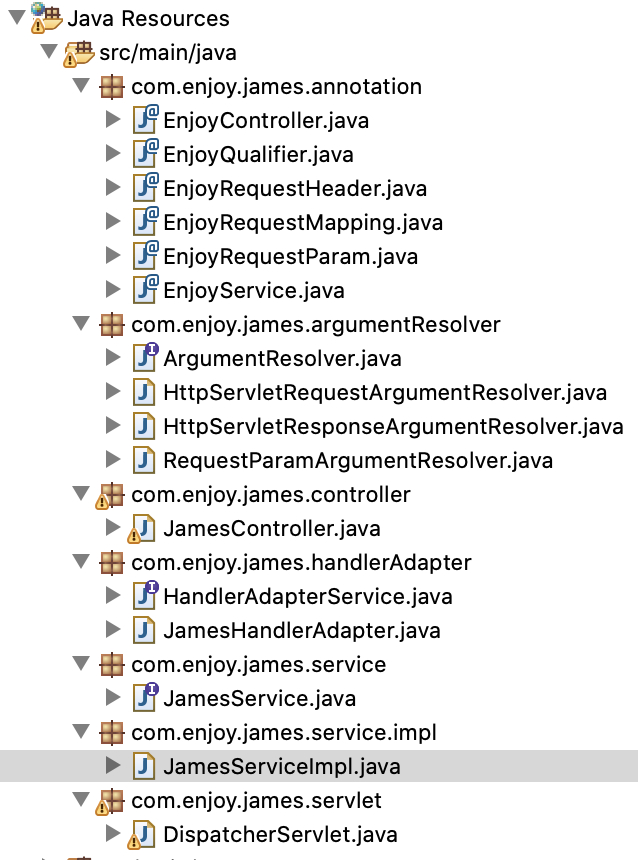 Java Resources
src/main/java
com.enjoy.james.annotation
EnjoyController.java
EnjoyQualifier.java
EnjoyRequestHeader.java
EnjoyRequestMapping.java
EnjoyRequestParam.java
EnjoyService.java
com.enjoy.james.argumentResolver
ArgumentResolver.java
HttpServletRequestArgumentResolver.java
HttpServletResponseArgumentResolver.java
RequestParamArgumentResolver.java
com.enjoy.james.controller
JamesController.java
com.enjoy.james.handlerAdapter
HandlerAdapterService.java
JamesHandlerAdapter.java
com.enjoy.james.service
JamesService.java
com.enjoy.james.service.impl
JamesServiceImpl.java
com.enjoy.james.servlet
DispatcherServlet.java